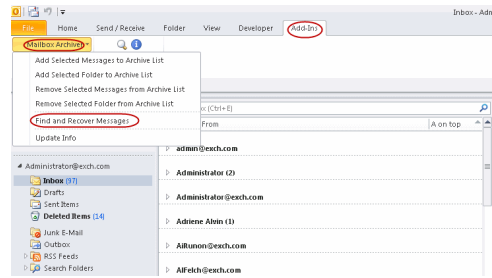 Inbox - Adm
File Home Send / Receive Folder View Developer Add-Ins
Mailbox Archiver
Add Selected Messages to Archive List
Add Selected Folder to Archive List
Remove Selected Messages from Archive List
Remove Selected Folder from Archive List
Find and Recover Messages
Update Info
ox (Ctrl+E)
From A on top
admin@exch.com
Administrator (2)
Administrator@exch.com
Adriene Alvin (1)
AiRunon@exch.com
AlFelch@exch.com
Administrator@exch.com
Inbox (97)
Drafts
Sent Items
Deleted Items (14)
Junk E-Mail
Outbox
RSS Feeds
Search Folders